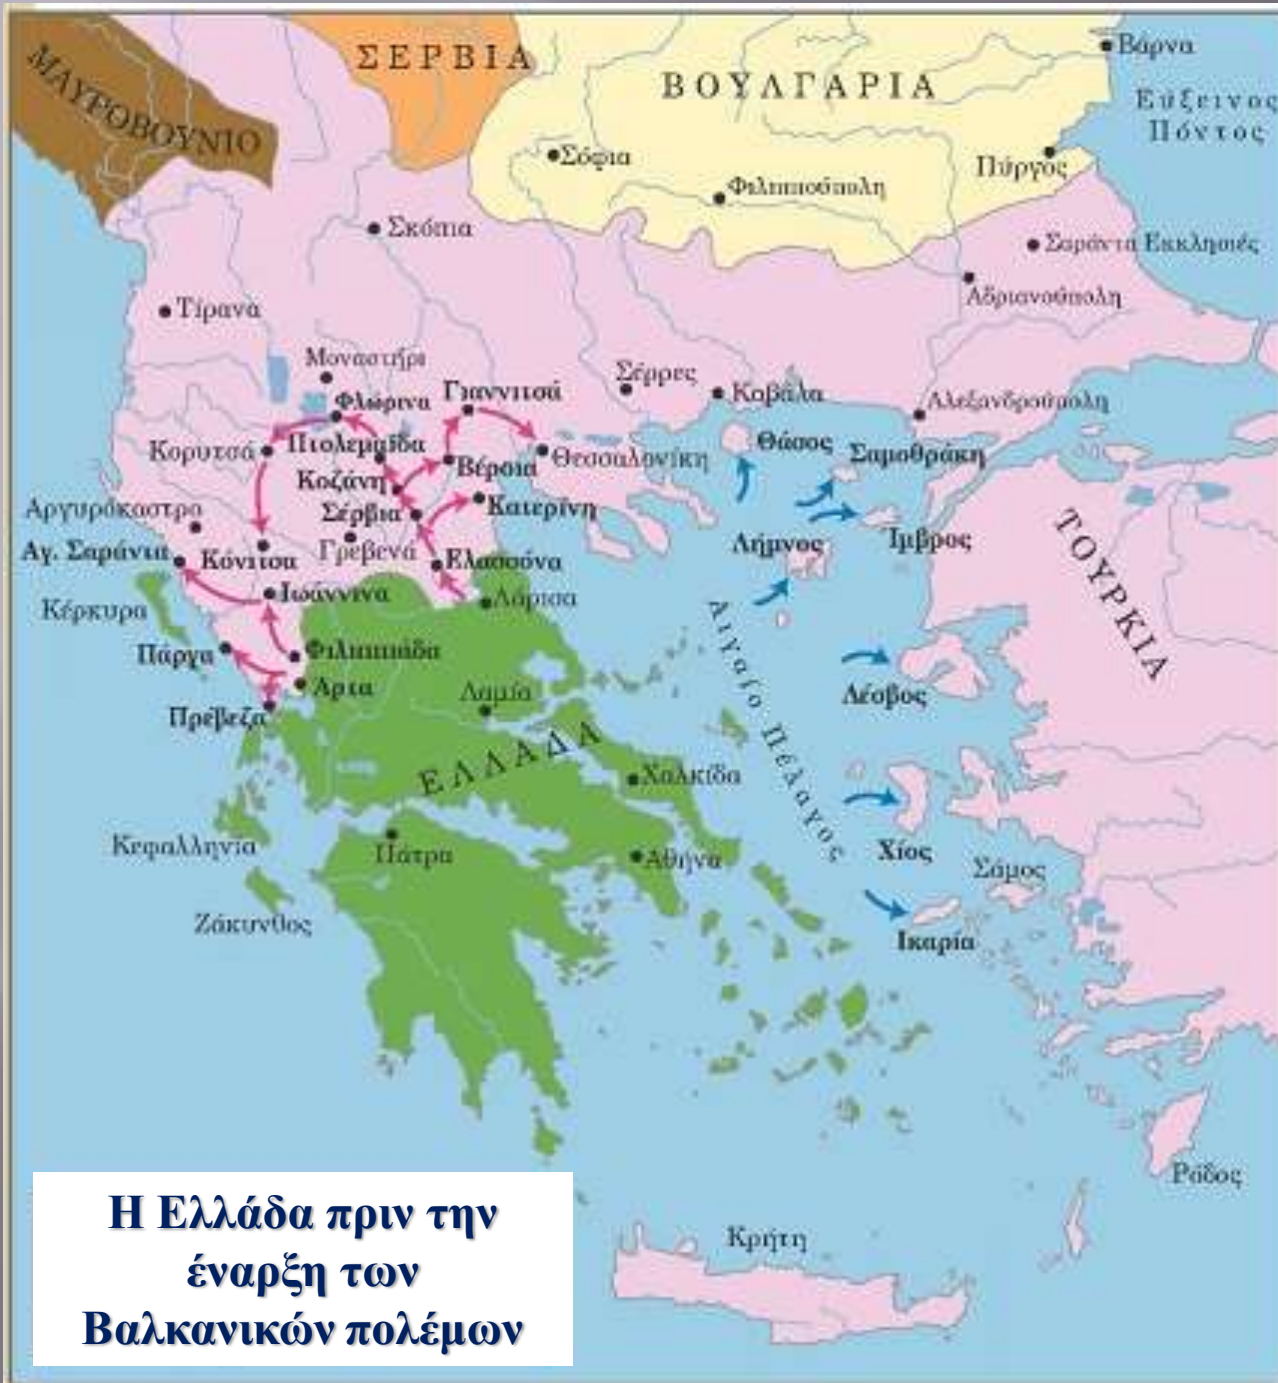 ΜΑΥΡΟΒΟΥΝΙΟ
ΣΕΡΒΙΑ
ΒΟΥΛΓΑΡΙΑ
Βάρνα
Εύξεινος
Πόντος
Σόφια
Πύργος
Φιλιππούπολη
Σκόπια
Σαράντα Εκκλησιές
Αδριανούπολη
Τίρανα
Μοναστήρι
Φλώρινα
Γιαννιτσά
Σέρρες
Καβάλα
Αλεξανδρούπολη
Κορυτσά
Πτολεμαΐδα
Βέροια
Θεσσαλονίκη
Θάσος
Σαμοθράκη
Κοζάνη
Κατερίνη
Αργυρόκαστρο
Σέρβια
Γρεβενά
Λήμνος
Ίμβρος
ΤΟΥΡΚΙΑ
Αγ. Σαράντα
Κόνιτσα
Ελασσόνα
Ιωάννινα
Λάρισα
Κέρκυρα
Πάργα
Φιλιππιάδα
Άρτα
Αιγαίο Πέλαγος
Λέσβος
Πρέβεζα
Λαμία
ΕΛΛΑΔΑ
Χαλκίδα
Κεφαλληνία
Πάτρα
Αθήνα
Χίος
Σάμος
Ζάκυνθος
Ικαρία
Ρόδος
Κρήτη
Η Ελλάδα πριν την
έναρξη των
Βαλκανικών πολέμων